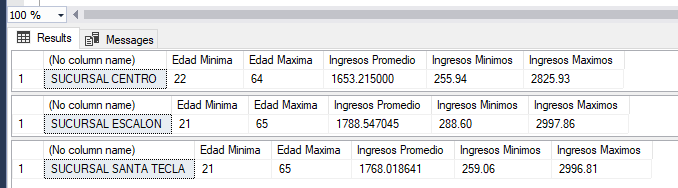 100 %
Results Messages
(No column name) Edad Minima Edad Maxima Ingresos Promedio Ingresos Minimos Ingresos Maximos
1 SUCURSAL CENTRO 22 64 1653.215000 255.94 2825.93
(No column name) Edad Minima Edad Maxima Ingresos Promedio Ingresos Minimos Ingresos Maximos
1 SUCURSAL ESCALON 21 65 1788.547045 288.60 2997.86
(No column name) Edad Minima Edad Maxima Ingresos Promedio Ingresos Minimos Ingresos Maximos
1 SUCURSAL SANTA TECLA 21 65 1768.018641 259.06 2996.81